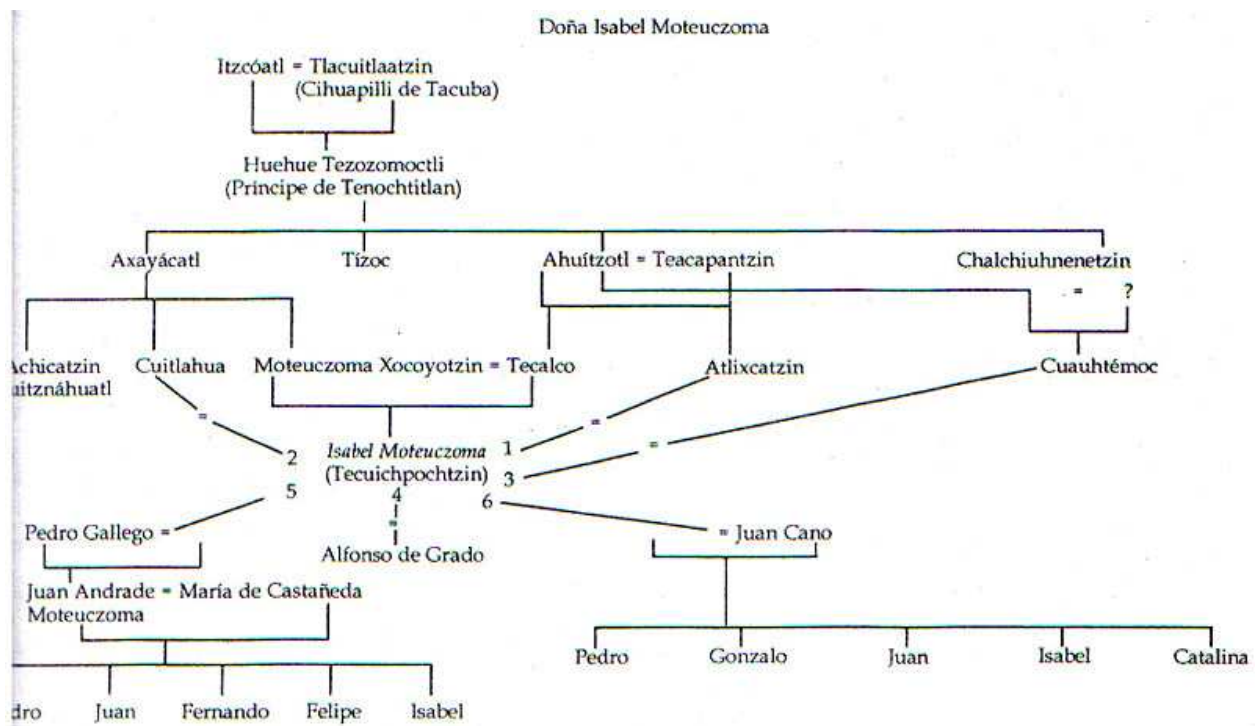 Doña Isabel Moteuczoma
Itzcóatl = Tlacuitlaatzin
(Cihuapilli de Tacuba)
Huehue Tezozomoctli
(Príncipe de Tenochtitlan)
Axayácatl Tízoc Ahuítzotl = Teacapantzin Chalchiuhnenetzin
= ?
Cuitlahua Moteuczoma Xocoyotzin = Tecalco Atlixcatzin Cuauhtémoc
= = =
2 Isabel Moteuczoma 1
(Tecuichpochtzin) 3
5 4 6
Pedro Gallego = = = Juan Cano
Alfonso de Grado
Juan Andrade = María de Castañeda
Moteuczoma
Pedro Gonzalo Juan Isabel Catalina
Juan Fernando Felipe Isabel